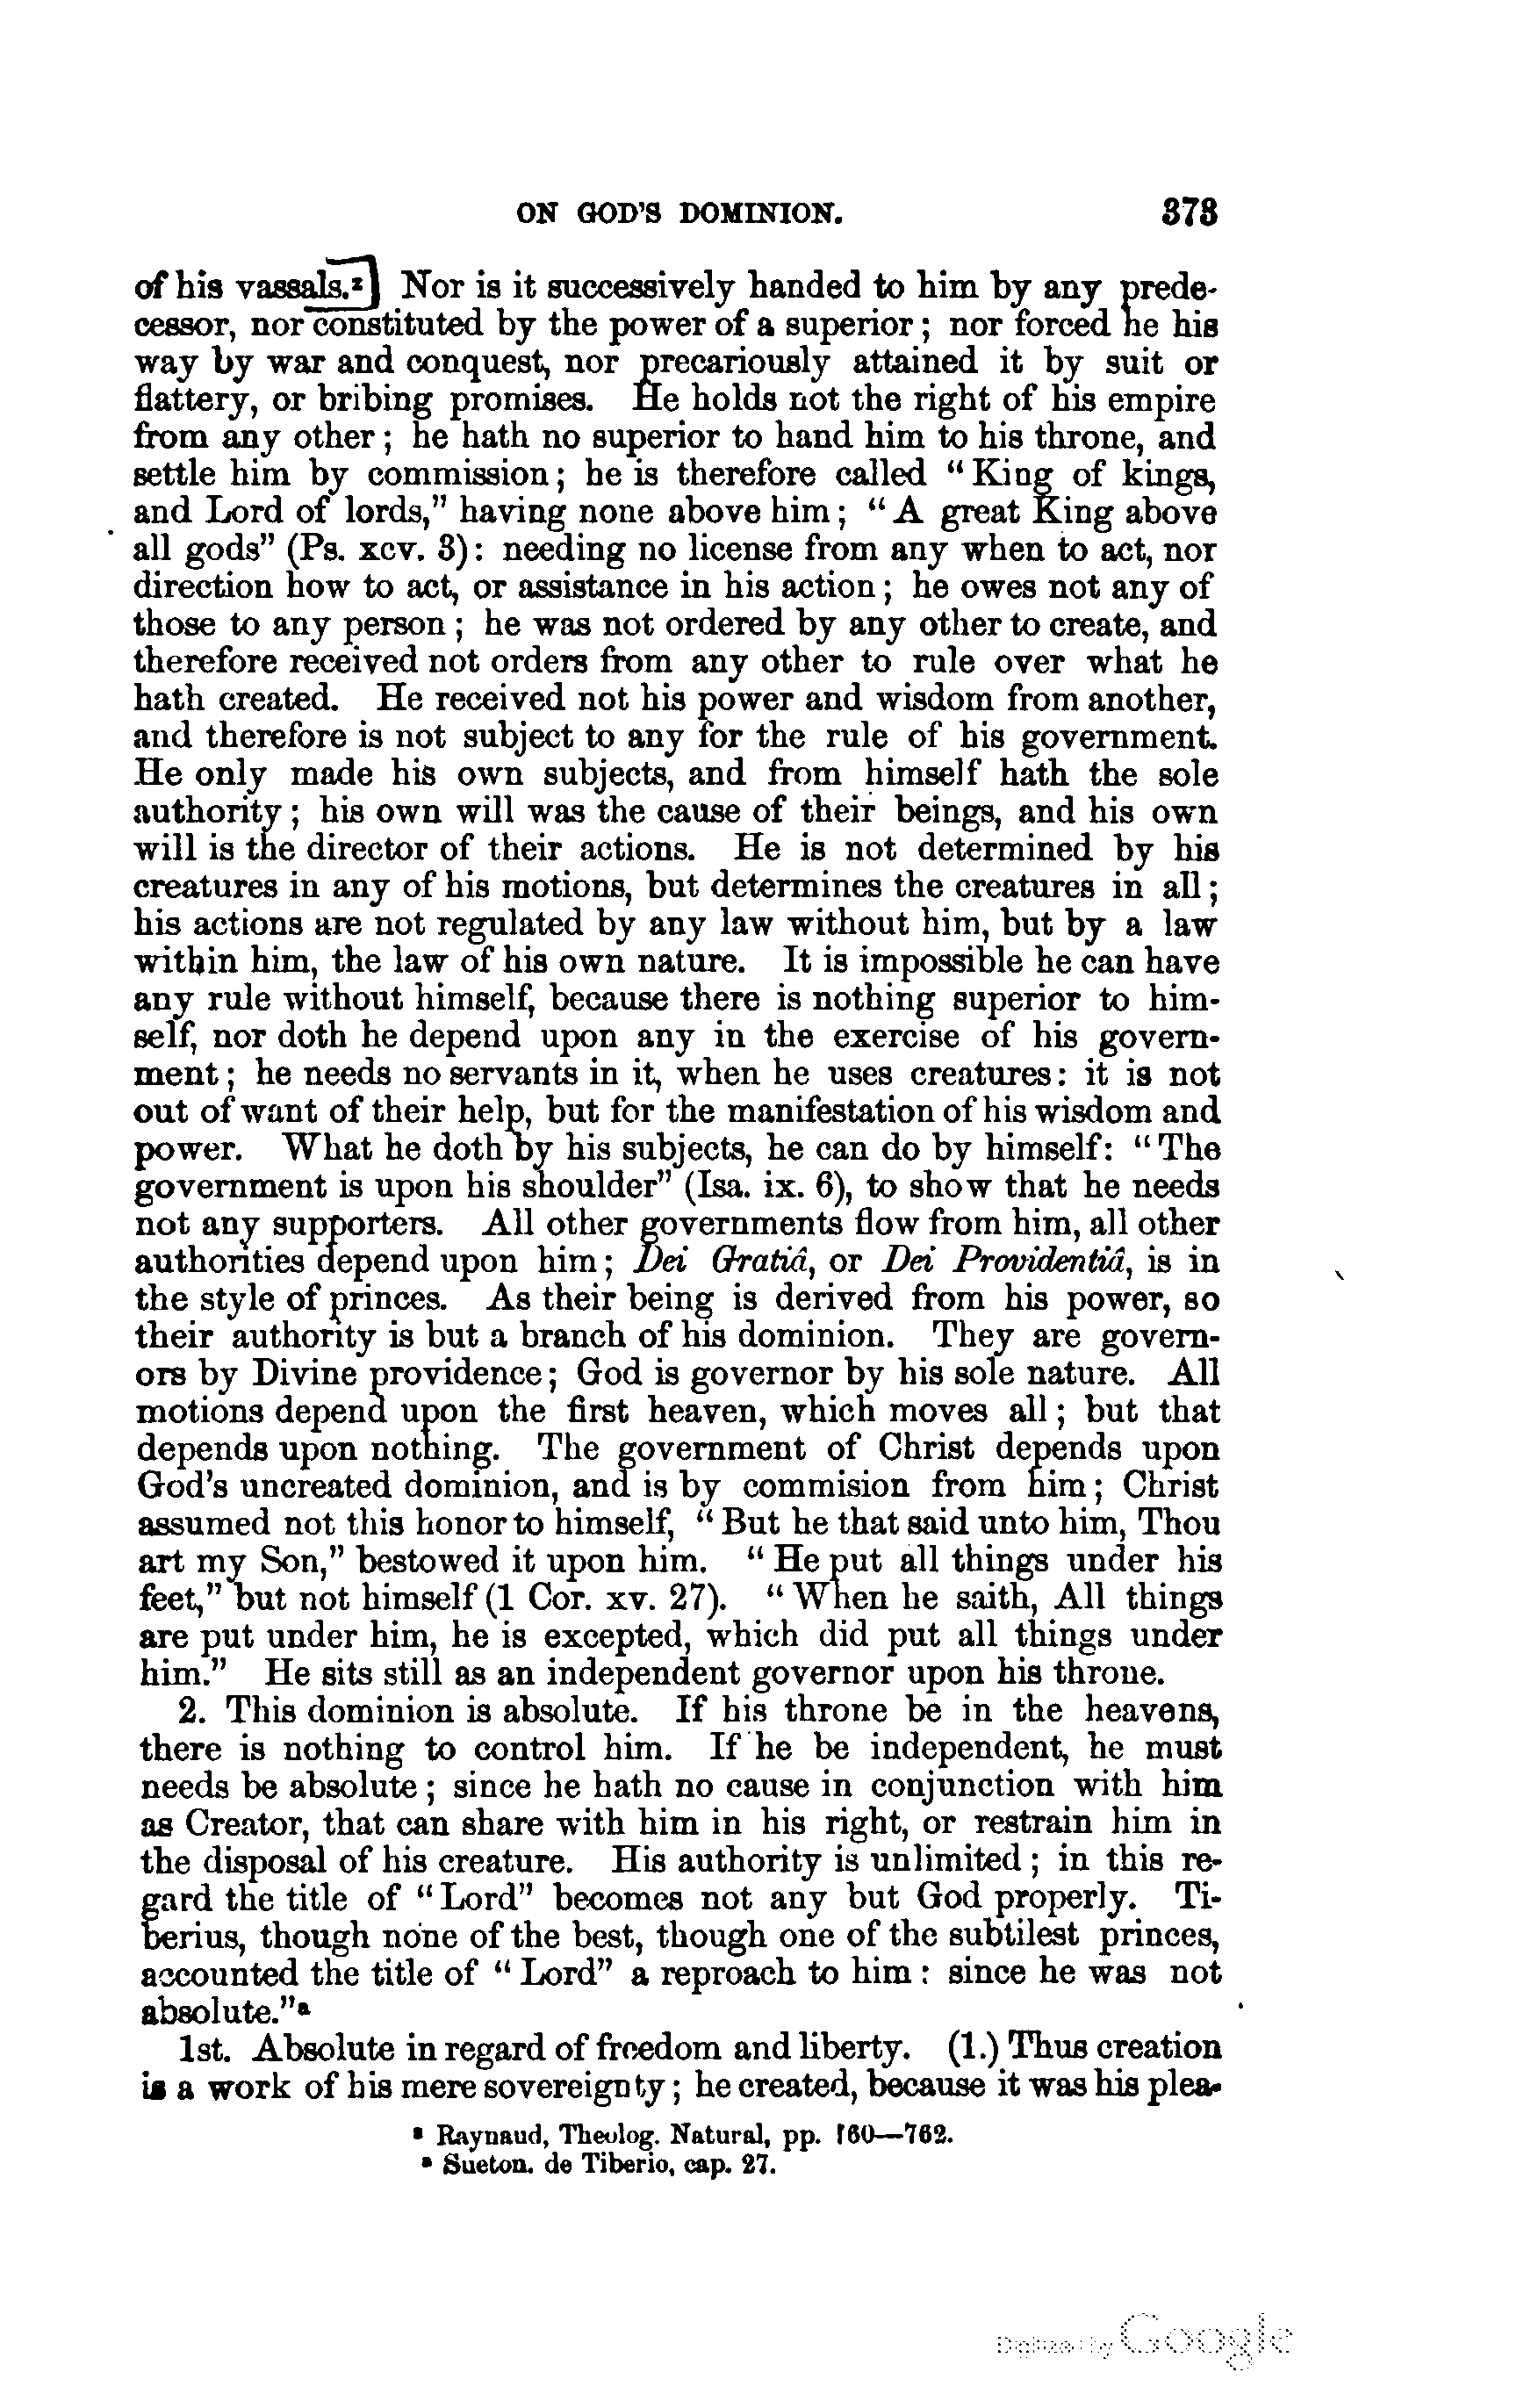 ON GOD'S DOMINION. 373
of his vassals.z] Nor is it successively handed to him by any prede-
cessor, nor constituted by the power of a superior; nor forced he his
way by war and conquest, nor precariously attained it by suit or
flattery, or bribing promises. He holds not the right of his empire
from any other; he hath no superior to hand him to his throne, and
settle him by commission; he is therefore called "King of kings,
and Lord of lords," having none above him; "A great King above
all gods" (Ps. xcv. 3): needing no license from any when to act, nor
direction how to act, or assistance in his action; he owes not any of
those to any person; he was not ordered by any other to create, and
therefore received not orders from any other to rule over what he
hath created. He received not his power and wisdom from another,
and therefore is not subject to any for the rule of his government.
He only made his own subjects, and from himself hath the sole
authority; his own will was the cause of their beings, and his own
will is the director of their actions. He is not determined by his
creatures in any of his motions, but determines the creatures in all;
his actions are not regulated by any law without him, but by a law
within him, the law of his own nature. It is impossible he can have
any rule without himself, because there is nothing superior to him-
self, nor doth he depend upon any in the exercise of his govern-
ment; he needs no servants in it, when he uses creatures: it is not
out of want of their help, but for the manifestation of his wisdom and
power. What he doth by his subjects, he can do by himself: "The
government is upon his shoulder" (Isa. ix. 6), to show that he needs
not any supporters. All other governments flow from him, all other
authorities depend upon him; Dei Gratiâ, or Dei Providentiâ, is in
the style of princes. As their being is derived from his power, so
their authority is but a branch of his dominion. They are govern-
ors by Divine providence; God is governor by his sole nature. All
motions depend upon the first heaven, which moves all; but that
depends upon nothing. The government of Christ depends upon
God's uncreated dominion, and is by commision from him; Christ
assumed not this honor to himself, "But he that said unto him, Thou
art my Son," bestowed it upon him. "He put all things under his
feet," but not himself (1 Cor. xv. 27). "When he saith, All things
are put under him, he is excepted, which did put all things under
him." He sits still as an independent governor upon his throne.
2. This dominion is absolute. If his throne be in the heavens,
there is nothing to control him. If he be independent, he must
needs be absolute; since he hath no cause in conjunction with him
as Creator, that can share with him in his right, or restrain him in
the disposal of his creature. His authority is unlimited; in this re-
gard the title of "Lord" becomes not any but God properly. Ti-
berius, though none of the best, though one of the subtilest princes,
accounted the title of "Lord" a reproach to him: since he was not
absolute."a
1st. Absolute in regard of freedom and liberty. (1.) Thus creation
is a work of his mere sovereignty; he created, because it was his plea-
z Raynaud, Theolog. Natural, pp. 760—762.
a Sueton. de Tiberio, cap. 27.
Digitized by Google